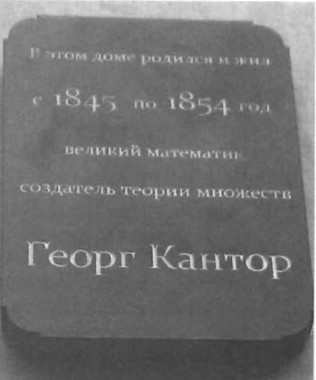 В этом доме родился и жил
с 1845 по 1854 год
великий математик
создатель теории множеств
Георг Кантор